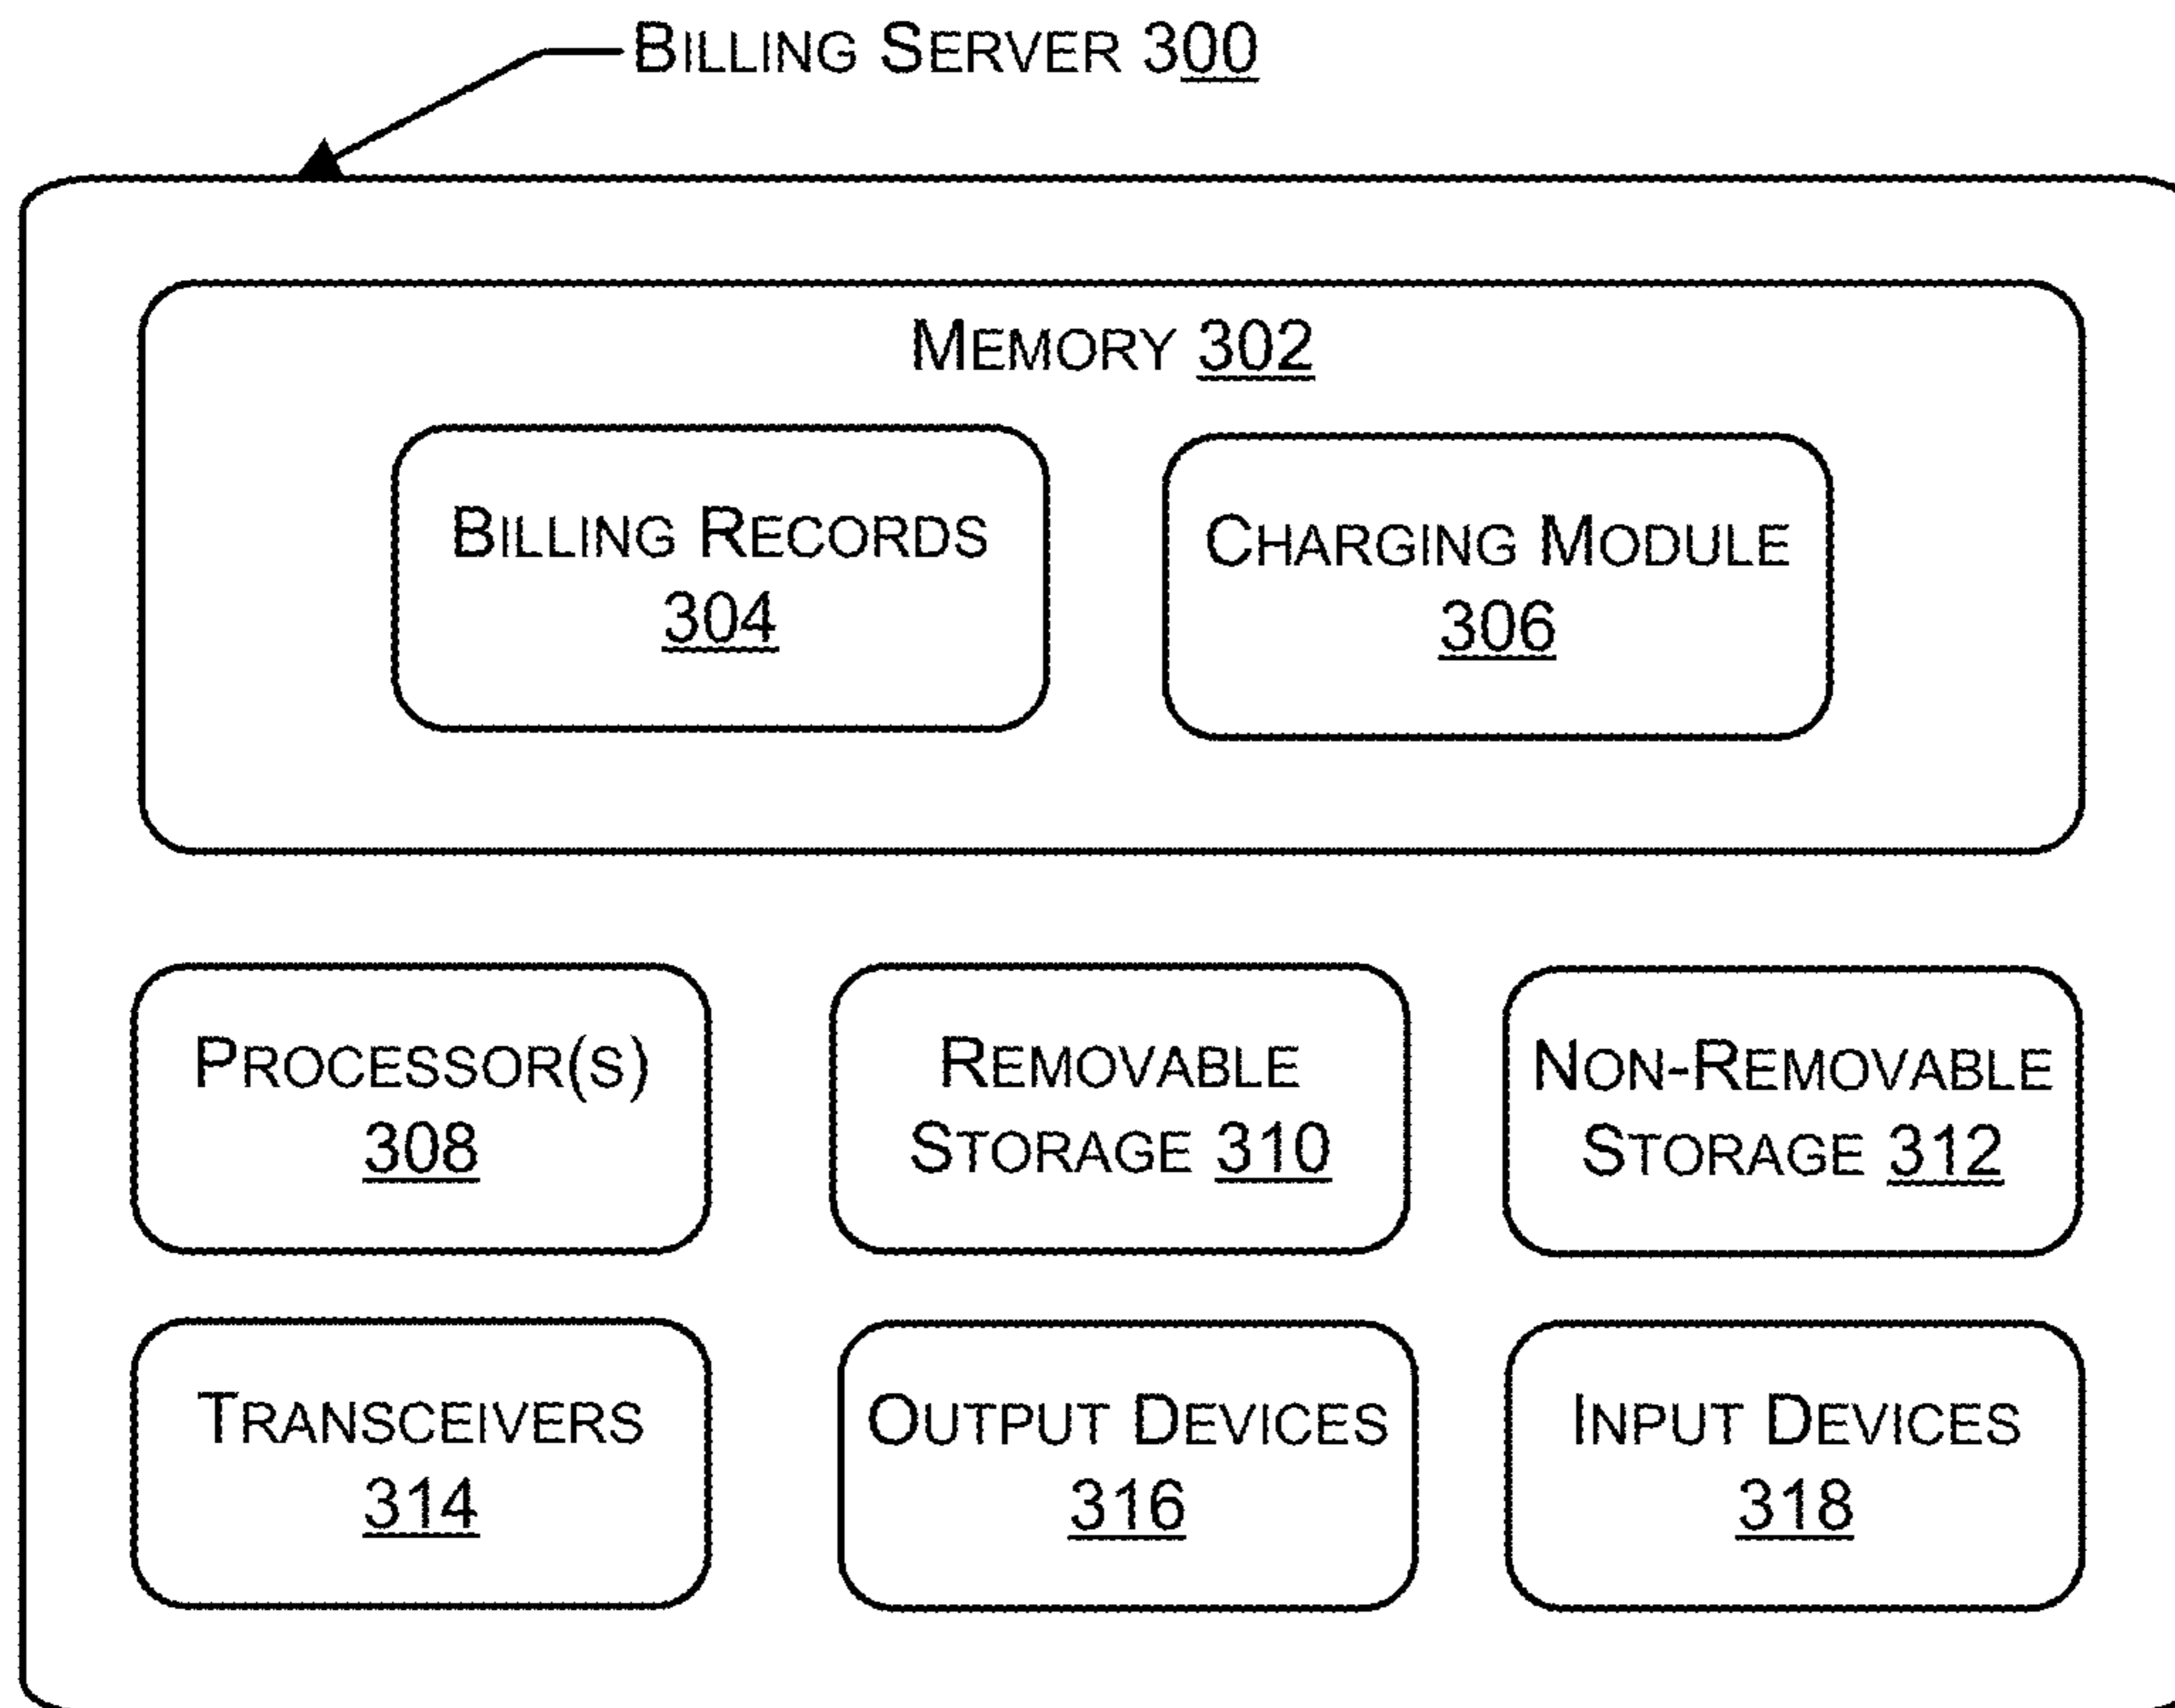 BILLING SERVER 300
MEMORY 302
BILLING RECORDS
304
CHARGING MODULE
306
PROCESSOR(S)
308
REMOVABLE
STORAGE 310
NON-REMOVABLE
STORAGE 312
TRANSCEIVERS
314
OUTPUT DEVICES
316
INPUT DEVICES
318